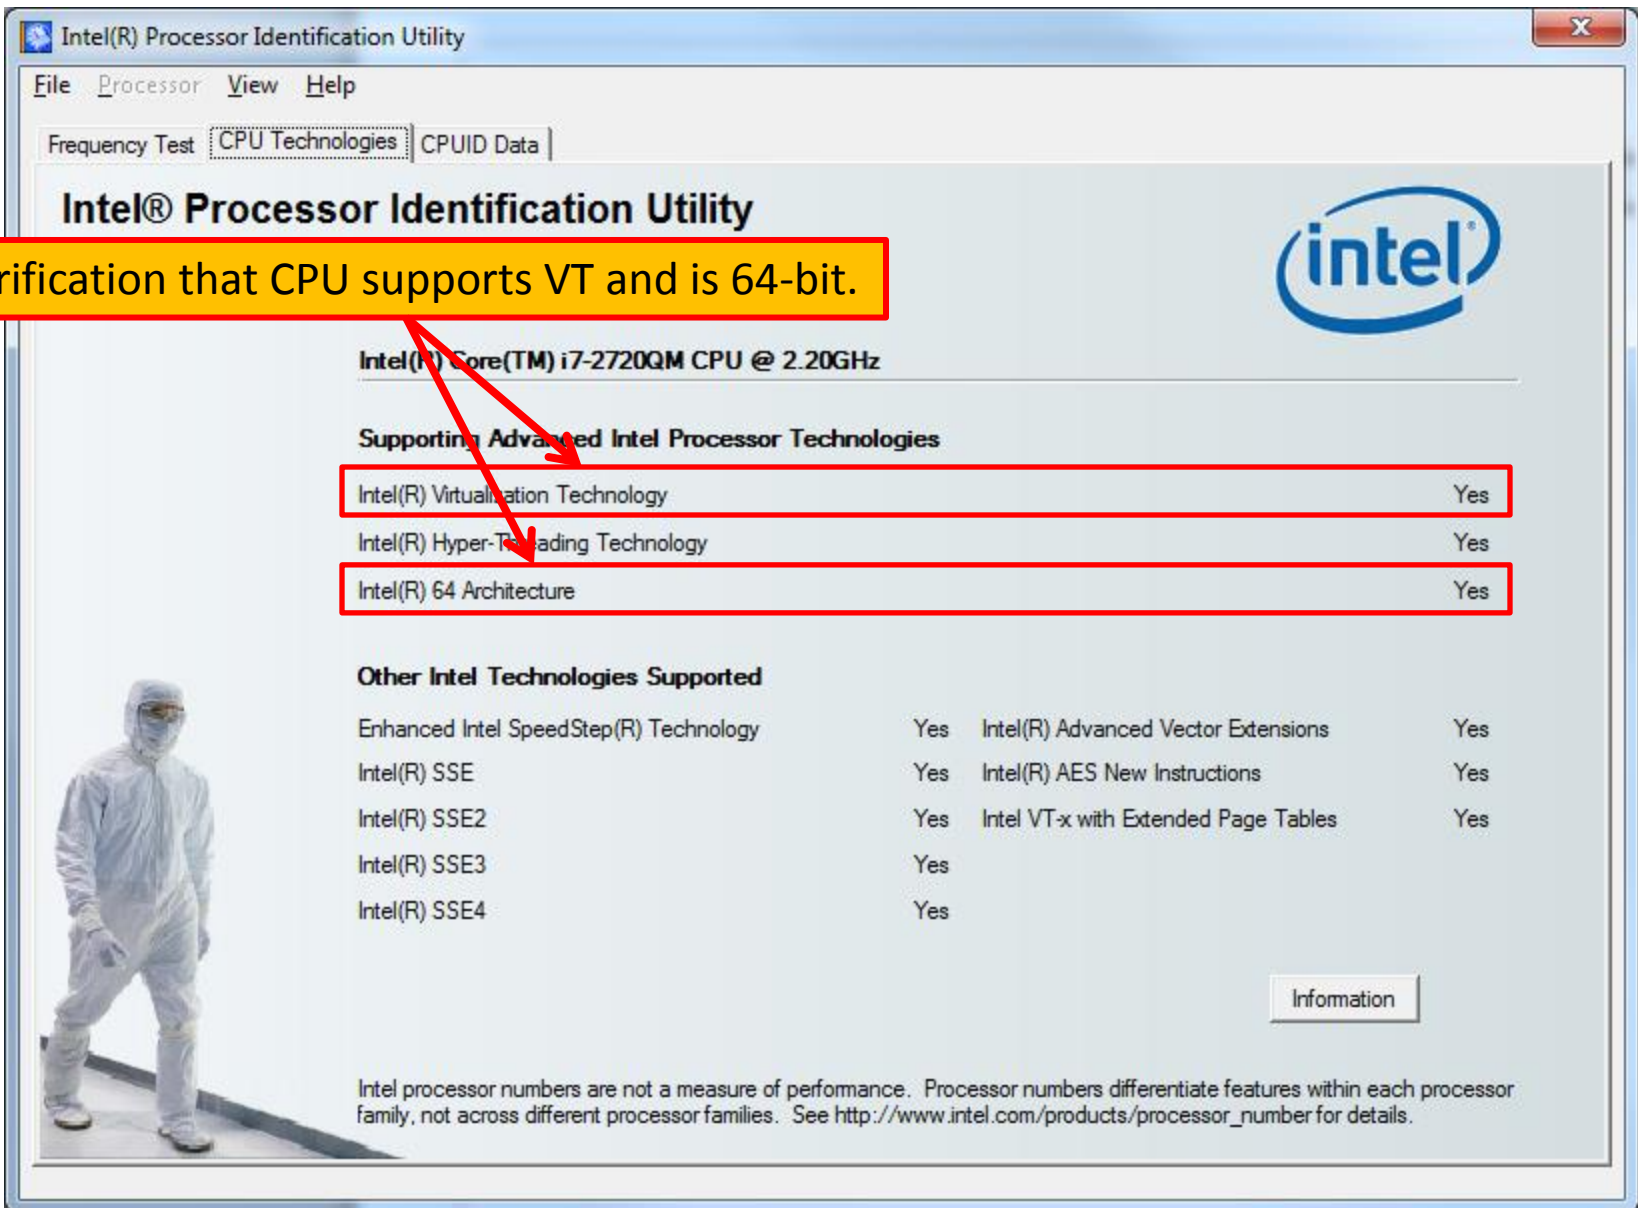 Intel(R) Processor Identification Utility
File Processor View Help
Frequency Test CPU Technologies CPUID Data
Intel® Processor Identification Utility
intel®
rification that CPU supports VT and is 64-bit.
Intel(R) Core(TM) i7-2720QM CPU @ 2.20GHz
Supporting Advanced Intel Processor Technologies
Intel(R) Virtualization Technology Yes
Intel(R) Hyper-Threading Technology Yes
Intel(R) 64 Architecture Yes
Other Intel Technologies Supported
Enhanced Intel SpeedStep(R) Technology Yes Intel(R) Advanced Vector Extensions Yes
Intel(R) SSE Yes Intel(R) AES New Instructions Yes
Intel(R) SSE2 Yes Intel VT-x with Extended Page Tables Yes
Intel(R) SSE3 Yes
Intel(R) SSE4 Yes
Information
Intel processor numbers are not a measure of performance. Processor numbers differentiate features within each processor
family, not across different processor families. See http://www.intel.com/products/processor_number for details.